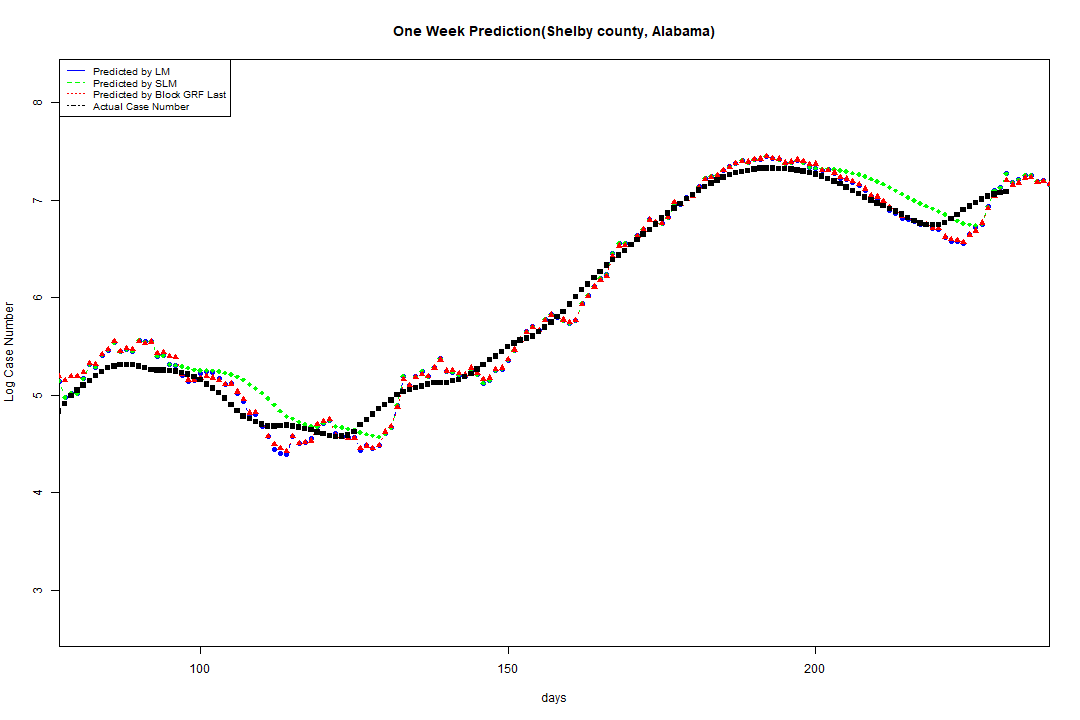 One Week Prediction(Shelby county, Alabama)
Predicted by LM
Predicted by SLM
Predicted by Block GRF Last
Actual Case Number
8
7
6
5
4
3
Log Case Number
100
150
200
days